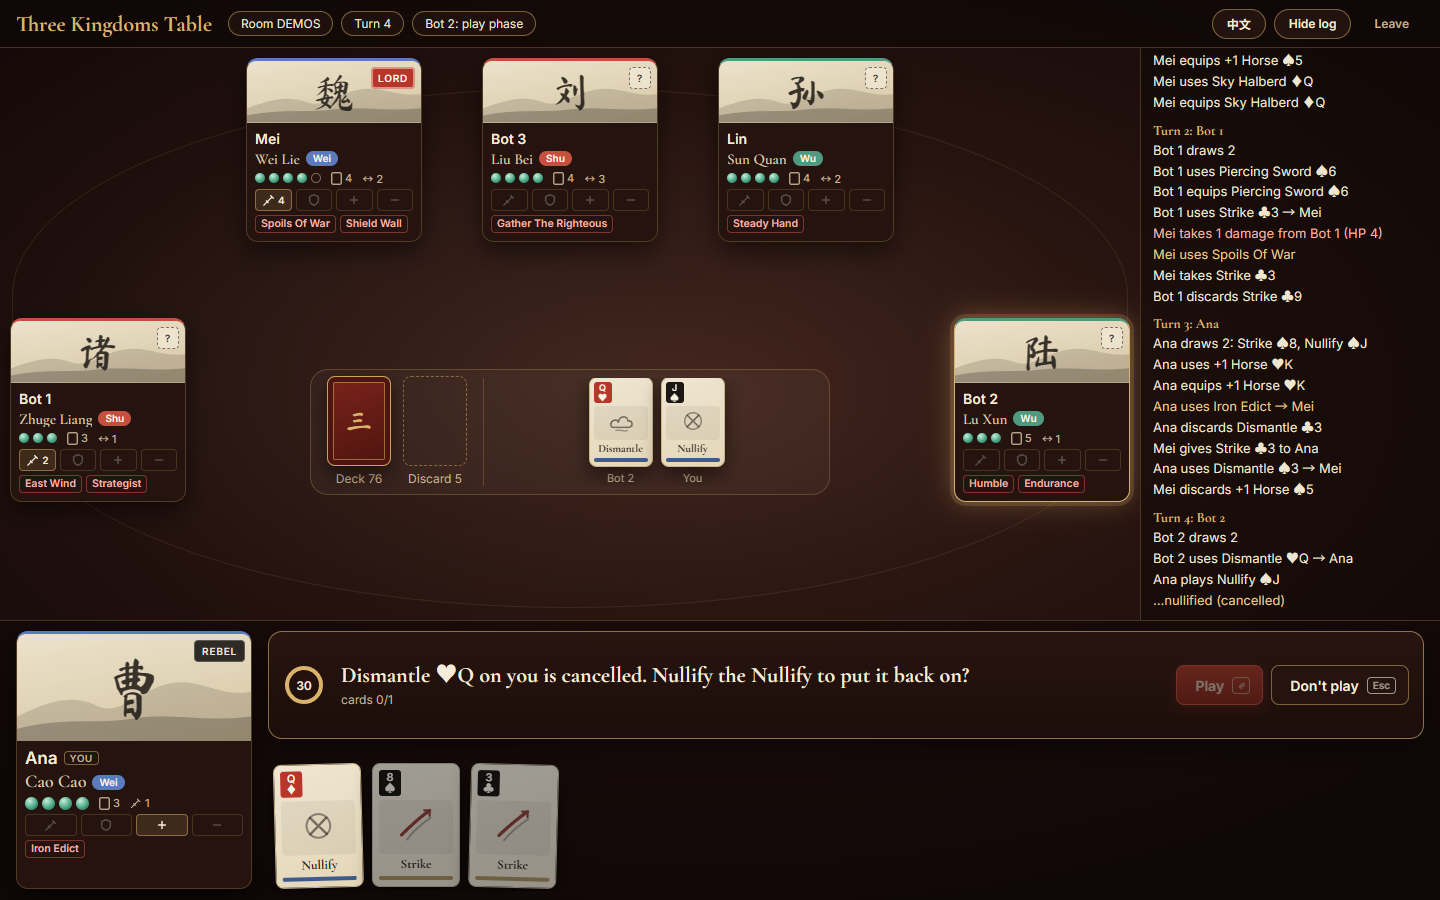 Three Kingdoms Table
Room DEMOS
Turn 4
Bot 2: play phase
中文
Hide log
Leave
魏
LORD
Mei
Wei Lie Wei
4 ↔ 2
4
Spoils Of War Shield Wall
刘
?
Bot 3
Liu Bei Shu
4 ↔ 3
Gather The Righteous
孙
?
Lin
Sun Quan Wu
4 ↔ 2
Steady Hand
诸
?
Bot 1
Zhuge Liang Shu
3 ↔ 1
2
East Wind Strategist
三
Deck 76
Discard 5
Q♥
Dismantle
Bot 2
J♠
Nullify
You
陆
?
Bot 2
Lu Xun Wu
5 ↔ 1
Humble Endurance
Mei equips +1 Horse ♠5
Mei uses Sky Halberd ♦Q
Mei equips Sky Halberd ♦Q
Turn 2: Bot 1
Bot 1 draws 2
Bot 1 uses Piercing Sword ♠6
Bot 1 equips Piercing Sword ♠6
Bot 1 uses Strike ♣3 → Mei
Mei takes 1 damage from Bot 1 (HP 4)
Mei uses Spoils Of War
Mei takes Strike ♣3
Bot 1 discards Strike ♣9
Turn 3: Ana
Ana draws 2: Strike ♠8, Nullify ♠J
Ana uses +1 Horse ♥K
Ana equips +1 Horse ♥K
Ana uses Iron Edict → Mei
Ana discards Dismantle ♣3
Mei gives Strike ♣3 to Ana
Ana uses Dismantle ♠3 → Mei
Mei discards +1 Horse ♠5
Turn 4: Bot 2
Bot 2 draws 2
Bot 2 uses Dismantle ♥Q → Ana
Ana plays Nullify ♠J
...nullified (cancelled)
曹
REBEL
Ana YOU
Cao Cao Wei
3 1
Iron Edict
30
Dismantle ♥Q on you is cancelled. Nullify the Nullify to put it back on?
cards 0/1
Play
Don't play Esc
Q♦
Nullify
8♠
Strike
3♣
Strike